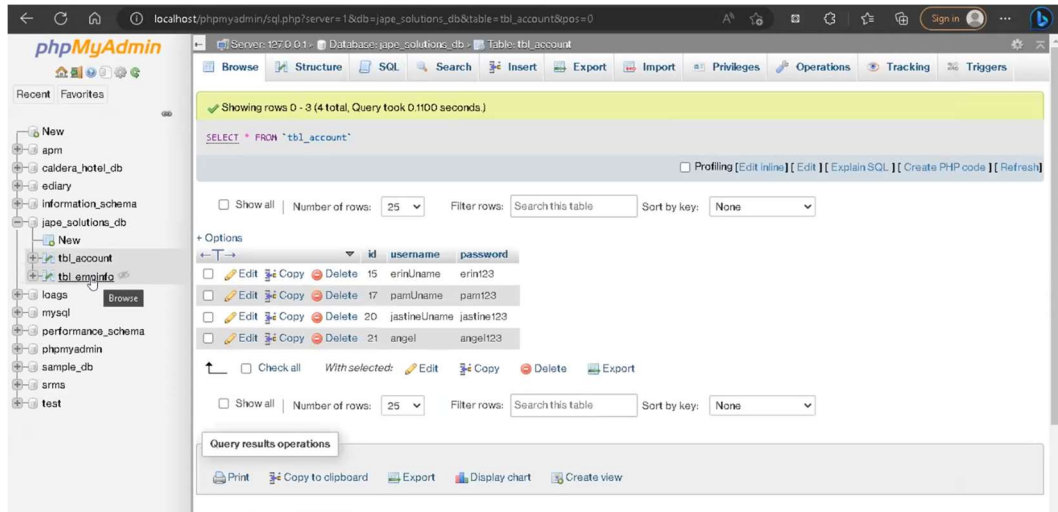 localhost/phpmyadmin/sql.php?server=1&db=jape_solutions_db&table=tbl_account&pos=0
Sign in
phpMyAdmin
Recent Favorites
New
apm
caldera_hotel_db
ediary
information_schema
jape_solutions_db
New
tbl_account
tbl_empinfo
Browse
loags
mysql
performance_schema
phpmyadmin
sample_db
srms
test
Server: 127.0.0.1 » Database: jape_solutions_db » Table: tbl_account
Browse Structure SQL Search Insert Export Import Privileges Operations Tracking Triggers
Showing rows 0 - 3 (4 total, Query took 0.1100 seconds.)
SELECT * FROM `tbl_account`
Profiling [Edit inline] [ Edit ] [ Explain SQL ] [ Create PHP code ] [ Refresh]
Show all | Number of rows: 25 Filter rows: Search this table Sort by key: None
+ Options
←T→ id username password
Edit Copy Delete 15 erinUname erin123
Edit Copy Delete 17 pamUname pam123
Edit Copy Delete 20 jastineUname jastine123
Edit Copy Delete 21 angel angel123
Check all With selected: Edit Copy Delete Export
Show all | Number of rows: 25 Filter rows: Search this table Sort by key: None
Query results operations
Print Copy to clipboard Export Display chart Create view